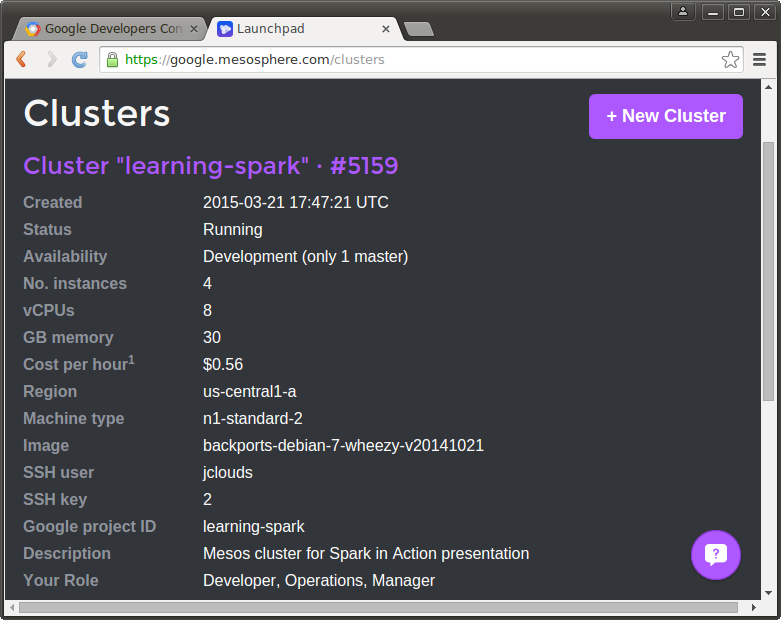 Google Developers Con
Launchpad
https://google.mesosphere.com/clusters
Clusters
+ New Cluster
Cluster "learning-spark" · #5159
Created 2015-03-21 17:47:21 UTC
Status Running
Availability Development (only 1 master)
No. instances 4
vCPUs 8
GB memory 30
Cost per hour1 $0.56
Region us-central1-a
Machine type n1-standard-2
Image backports-debian-7-wheezy-v20141021
SSH user jclouds
SSH key 2
Google project ID learning-spark
Description Mesos cluster for Spark in Action presentation
Your Role Developer, Operations, Manager
?